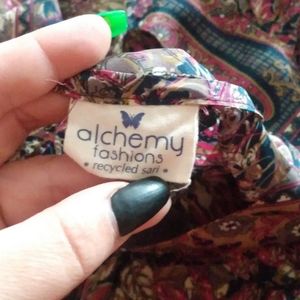 alchemy
fashions
• recycled sari •